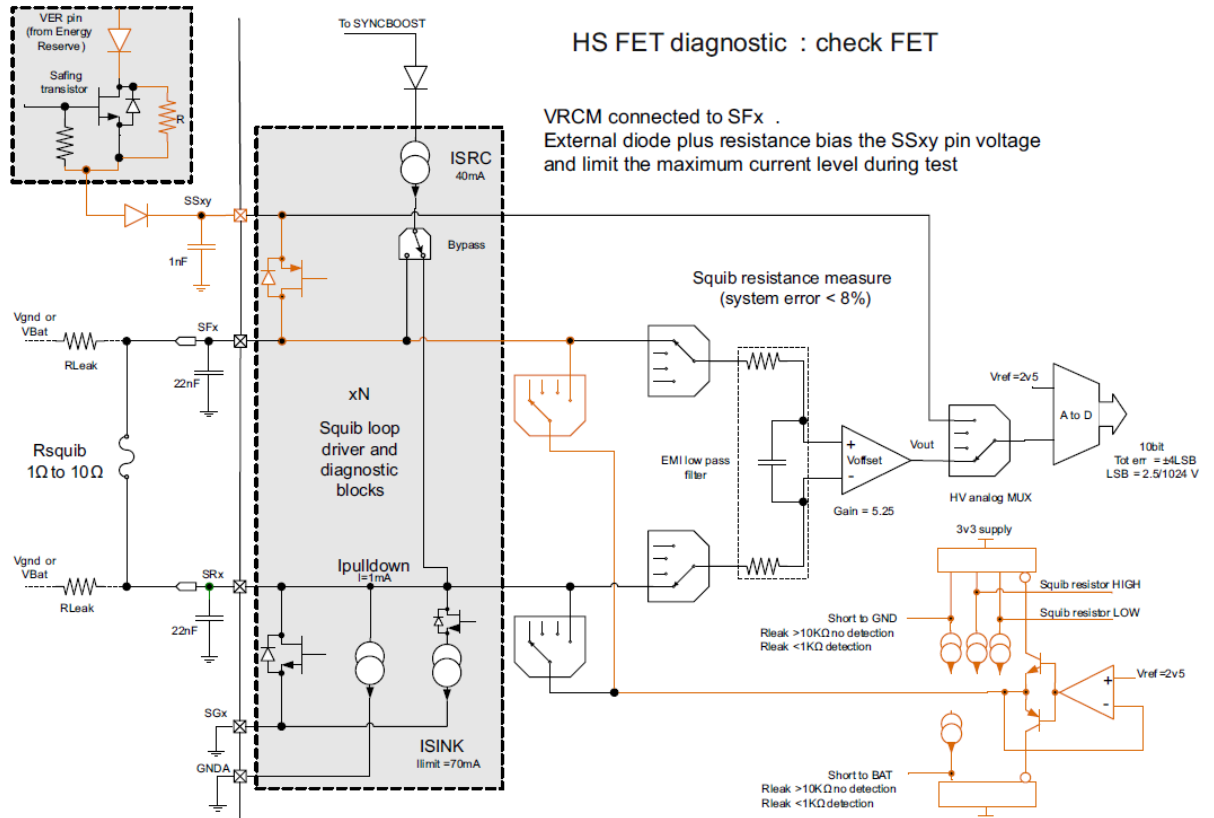 VER pin
(from Energy
Reserve)
Safing
transistor
R
To SYNCBOOST
HS FET diagnostic : check FET
VRCM connected to SFx .
External diode plus resistance bias the SSxy pin voltage
and limit the maximum current level during test
ISRC
40mA
SSxy
1nF
Bypass
Squib resistance measure
(system error < 8%)
Vgnd or
VBat
RLeak
SFx
22nF
Rsquib
1Ω to 10Ω
xN
Squib loop
driver and
diagnostic
blocks
EMI low pass
filter
+
Voffset
-
Gain = 5.25
Vout
HV analog MUX
Vref=2v5
A to D
10bit
Tot err = ±4LSB
LSB = 2.5/1024 V
Vgnd or
VBat
RLeak
SRx
22nF
Ipulldown
I=1mA
3v3 supply
Squib resistor HIGH
Squib resistor LOW
Short to GND
Rleak >10KΩ no detection
Rleak <1KΩ detection
Vref=2v5
+
-
SGx
GNDA
ISINK
Ilimit =70mA
Short to BAT
Rleak >10KΩ no detection
Rleak <1KΩ detection